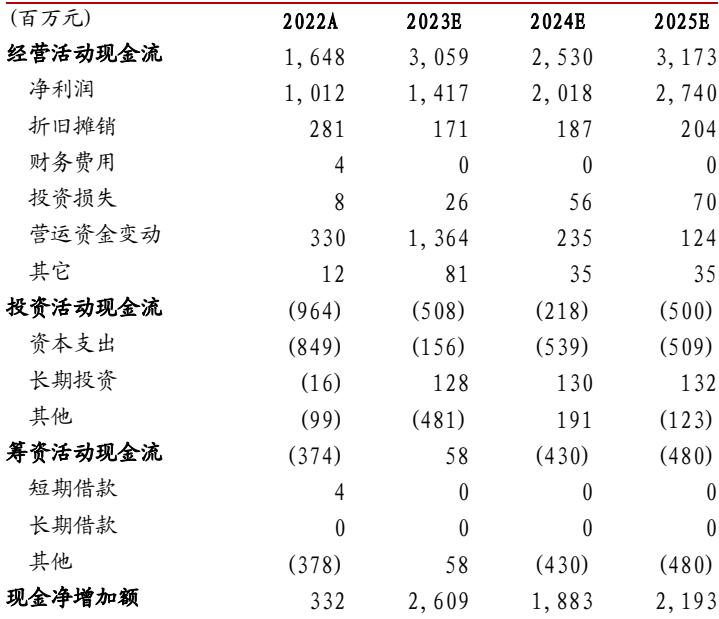 (百万元) 2022A 2023E 2024E 2025E
经营活动现金流 1,648 3,059 2,530 3,173
净利润 1,012 1,417 2,018 2,740
折旧摊销 281 171 187 204
财务费用 4 0 0 0
投资损失 8 26 56 70
营运资金变动 330 1,364 235 124
其它 12 81 35 35
投资活动现金流 (964) (508) (218) (500)
资本支出 (849) (156) (539) (509)
长期投资 (16) 128 130 132
其他 (99) (481) 191 (123)
筹资活动现金流 (374) 58 (430) (480)
短期借款 4 0 0 0
长期借款 0 0 0 0
其他 (378) 58 (430) (480)
现金净增加额 332 2,609 1,883 2,193